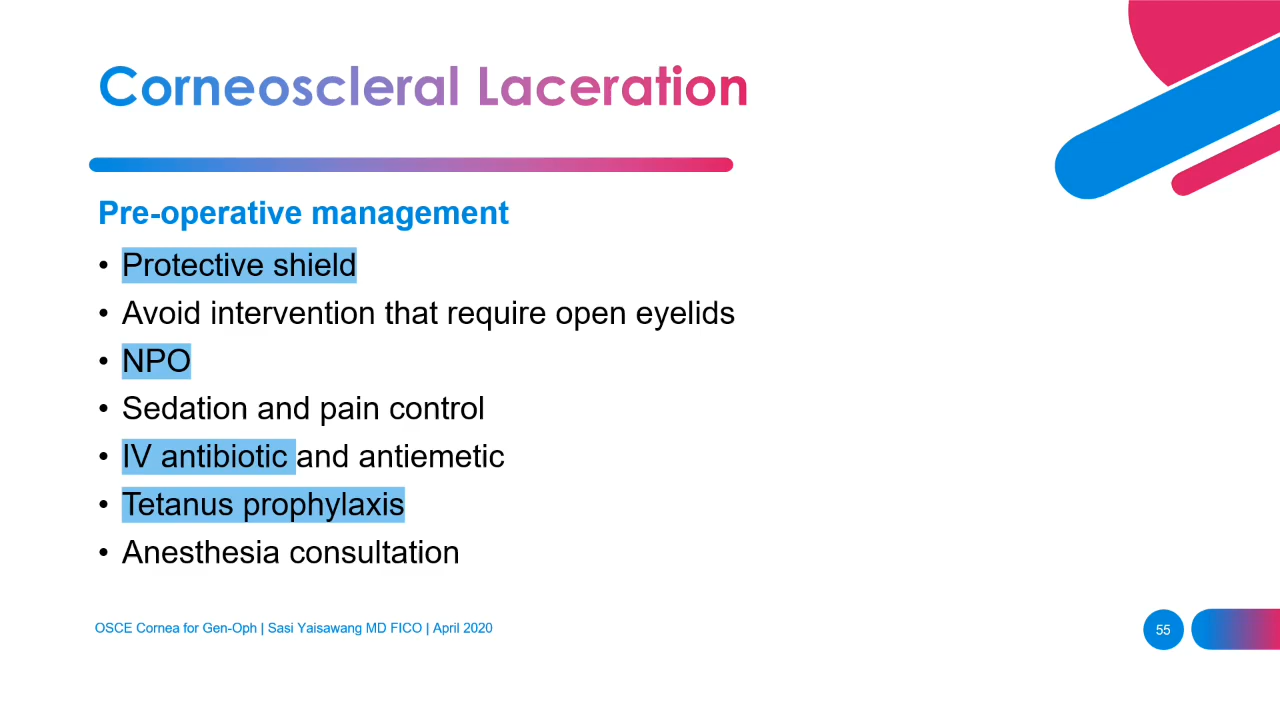 Corneoscleral Laceration
Pre-operative management
• Protective shield
• Avoid intervention that require open eyelids
• NPO
• Sedation and pain control
• IV antibiotic and antiemetic
• Tetanus prophylaxis
• Anesthesia consultation
OSCE Cornea for Gen-Oph | Sasi Yaisawang MD FICO | April 2020
55